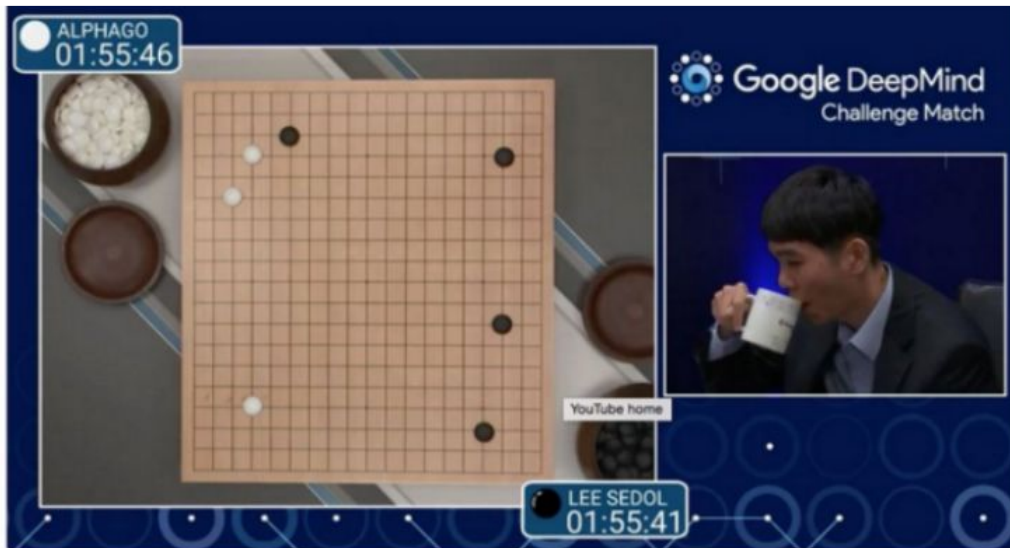 ALPHAGO
01:55:46
Google DeepMind
Challenge Match
YouTube home
LEE SEDOL
01:55:41